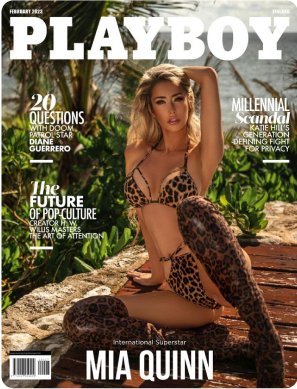 FEBRUARY 2023
PLAYBOY
20
QUESTIONS
WITH DOOM
PATROL STAR
DIANE
GUERRERO
The
FUTURE
OF POP-CULTURE
CREATOR H. W.
WILLIS MASTERS
THE ART OF ATTENTION
MILLENNIAL
Scandal
KATIE HILL'S
GENERATION
DEFINING FIGHT
FOR PRIVACY
International Superstar
MIA QUINN